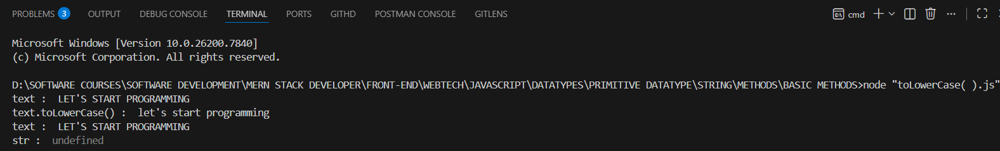 PROBLEMS 3 OUTPUT DEBUG CONSOLE TERMINAL PORTS GITHD POSTMAN CONSOLE GITLENS cmd
Microsoft Windows [Version 10.0.26200.7840]
(c) Microsoft Corporation. All rights reserved.
D:\SOFTWARE COURSES\SOFTWARE DEVELOPMENT\MERN STACK DEVELOPER\FRONT-END\WEBTECH\JAVASCRIPT\DATATYPES\PRIMITIVE DATATYPE\STRING\METHODS\BASIC METHODS>node "toLowerCase( ).js"
text :  LET'S START PROGRAMMING
text.toLowerCase() :  let's start programming
text :  LET'S START PROGRAMMING
str :  undefined